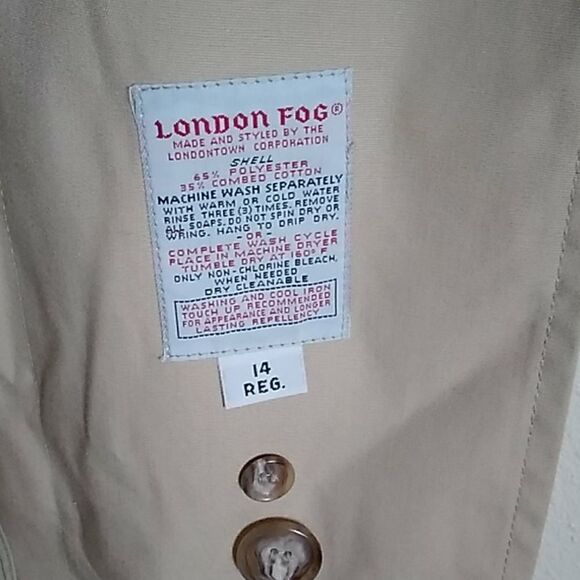 LONDON FOG®
MADE AND STYLED BY THE
LONDONTOWN CORPORATION
SHELL
65% POLYESTER
35% COMBED COTTON
MACHINE WASH SEPARATELY
WITH WARM OR COLD WATER
RINSE THREE (3) TIMES. REMOVE
ALL SOAPS. DO NOT SPIN DRY OR
WRING. HANG TO DRIP DRY.
-OR-
COMPLETE WASH CYCLE
PLACE IN MACHINE DRYER
TUMBLE DRY AT 160° F
ONLY NON-CHLORINE BLEACH,
WHEN NEEDED
DRY CLEANABLE
WASHING AND COOL IRON
TOUCH UP RECOMMENDED
FOR APPEARANCE AND LONGER
LASTING REPELLENCY
14
REG.